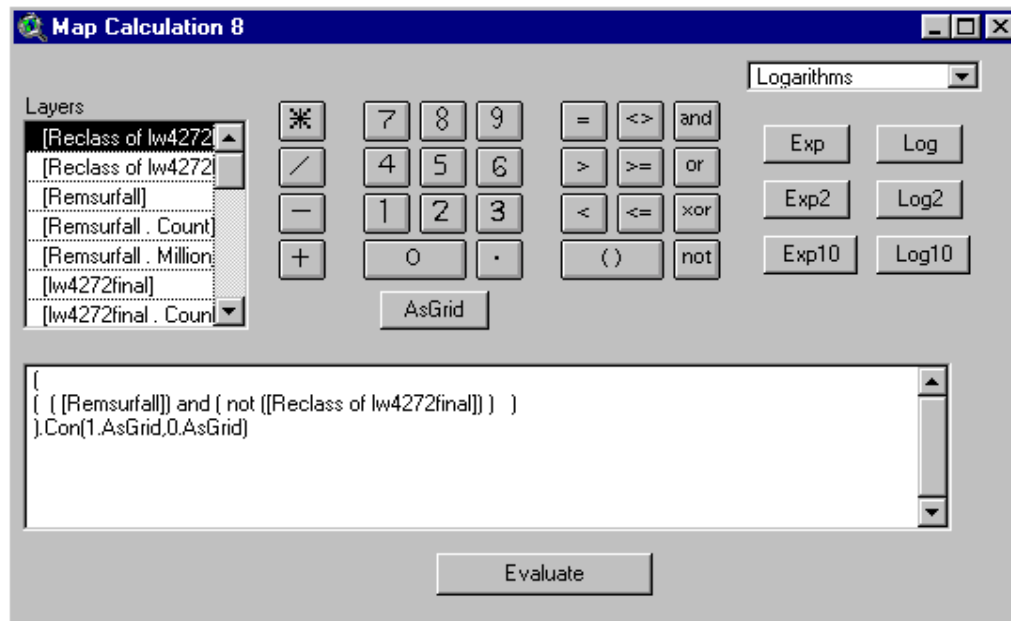 Map Calculation 8
Logarithms
Layers
[Reclass of lw4272f
[Reclass of lw4272f
[Remsurfall]
[Remsurfall . Count]
[Remsurfall . Million
[lw4272final]
[lw4272final . Coun
* 7 8 9 = <> and
/ 4 5 6 > >= or
- 1 2 3 < <= xor
+ 0 . ( ) not
AsGrid
Exp Log
Exp2 Log2
Exp10 Log10
(
( ( [Remsurfall]) and ( not ([Reclass of lw4272final]) ) )
).Con(1.AsGrid,0.AsGrid)
Evaluate